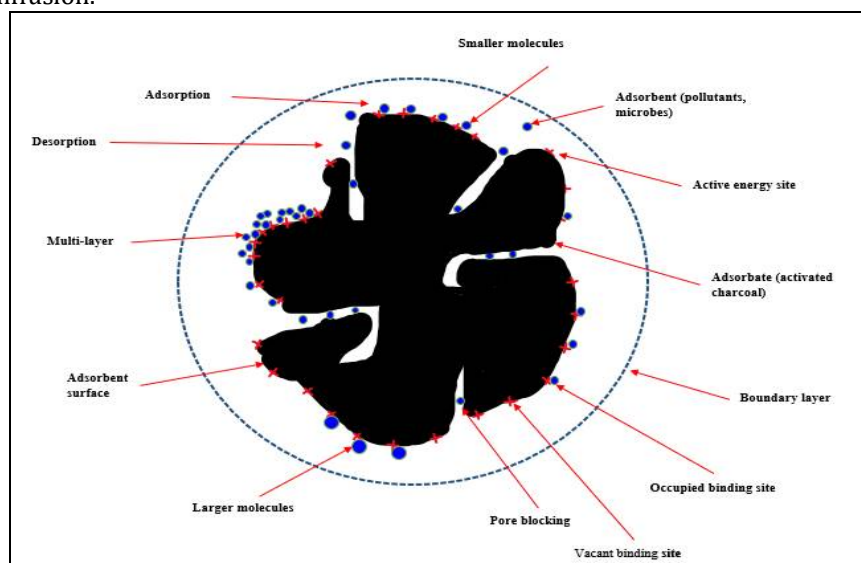 infusion.
Smaller molecules
Adsorption
Adsorbent (pollutants,
microbes)
Desorption
Active energy site
Multi-layer
Adsorbate (activated
charcoal)
Adsorbent
surface
Boundary layer
Occupied binding site
Larger molecules
Pore blocking
Vacant binding site